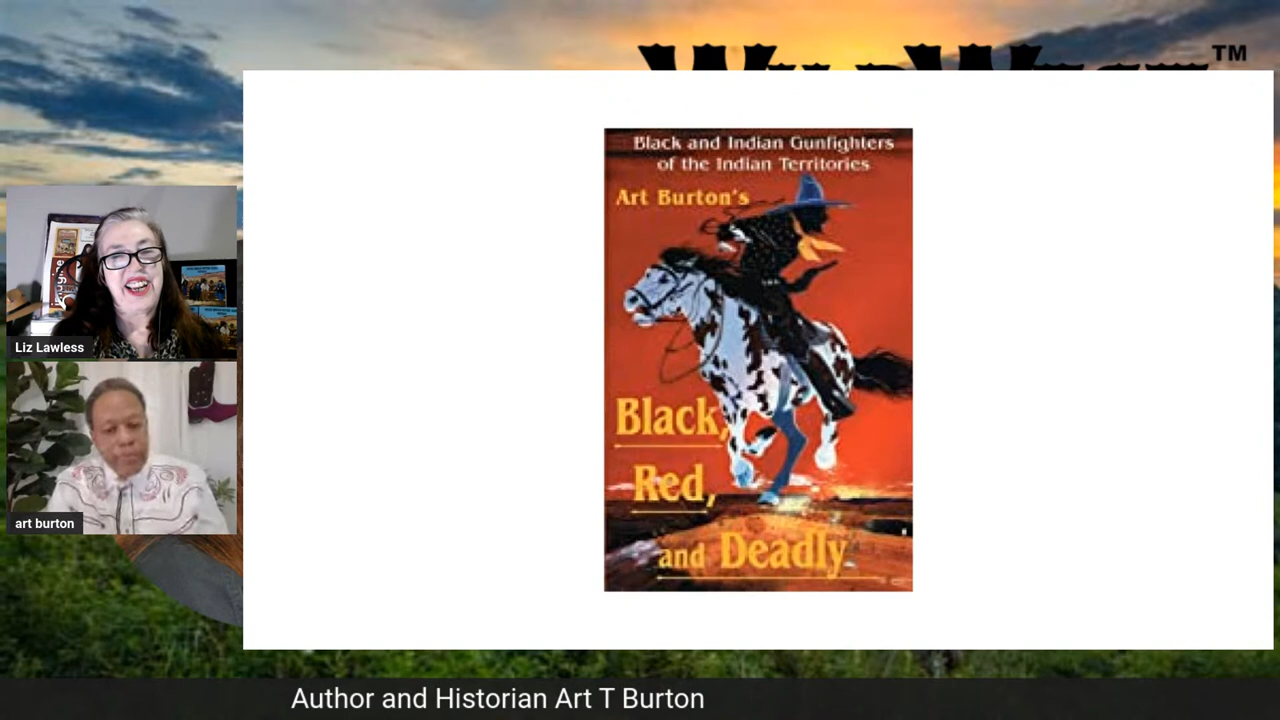 TM
Black and Indian Gunfighters
of the Indian Territories
Art Burton's
Black,
Red,
and Deadly
Liz Lawless
art burton
Author and Historian Art T Burton